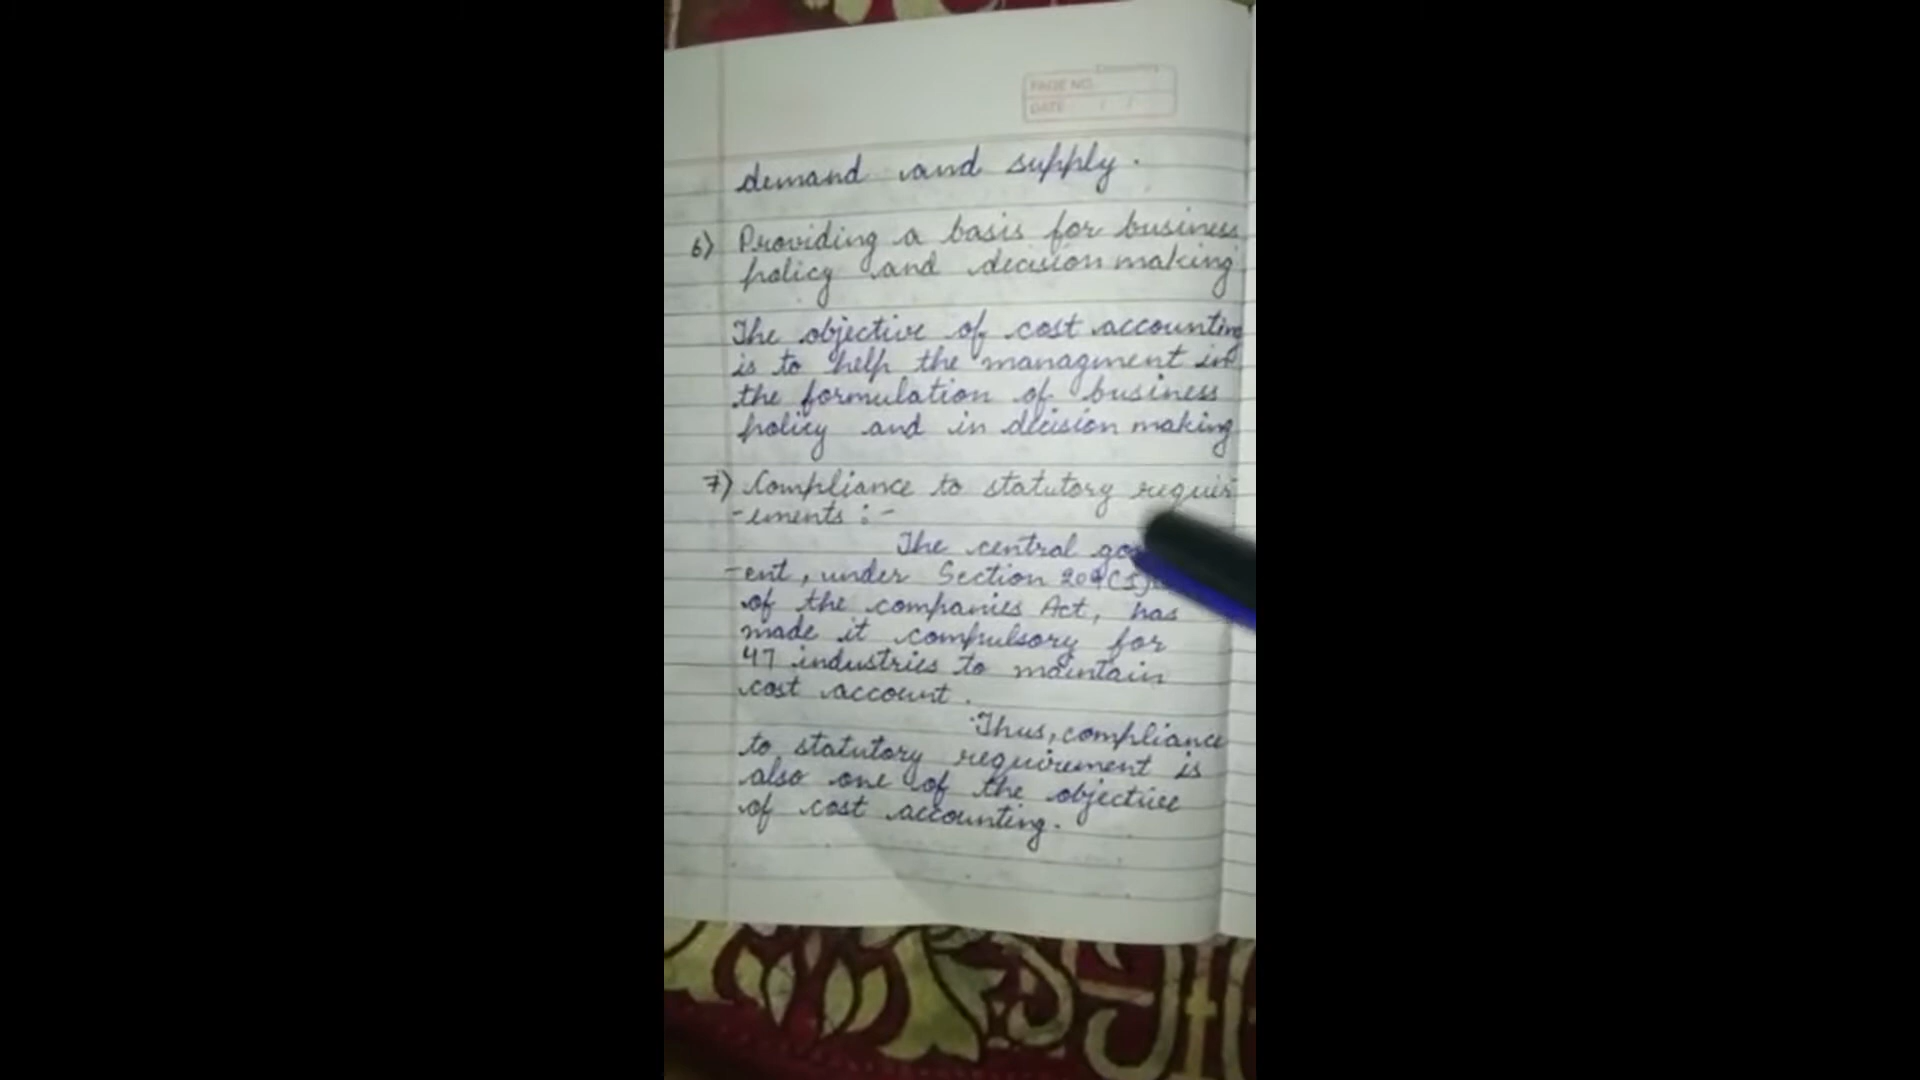 PAGE NO.
DATE / /
demand and supply.
6) Providing a basis for business
policy and decision making
The objective of cost accounting
is to help the managment in
the formulation of business
policy and in decision making
7) Compliance to statutory requir
-ements :-
The central
-ent, under Section 209(1)
of the companies Act, has
made it compulsory for
47 industries to maintain
cost account.
Thus, compliance
to statutory requirement is
also one of the objective
of cost accounting.